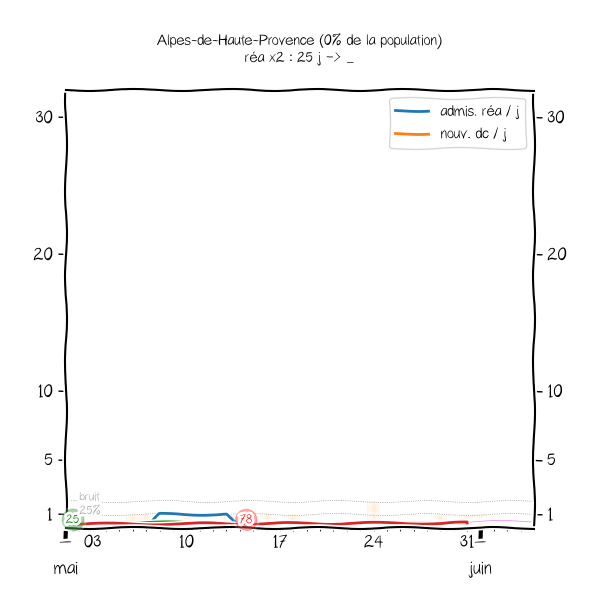 Alpes-de-Haute-Provence (0% de la population)
réa x2 : 25 j -> _
admis. réa / j
nouv. dc / j
30 30
20 20
10 10
5 5
1 1
... bruit
25%
25 78
03 10 17 24 31
mai juin